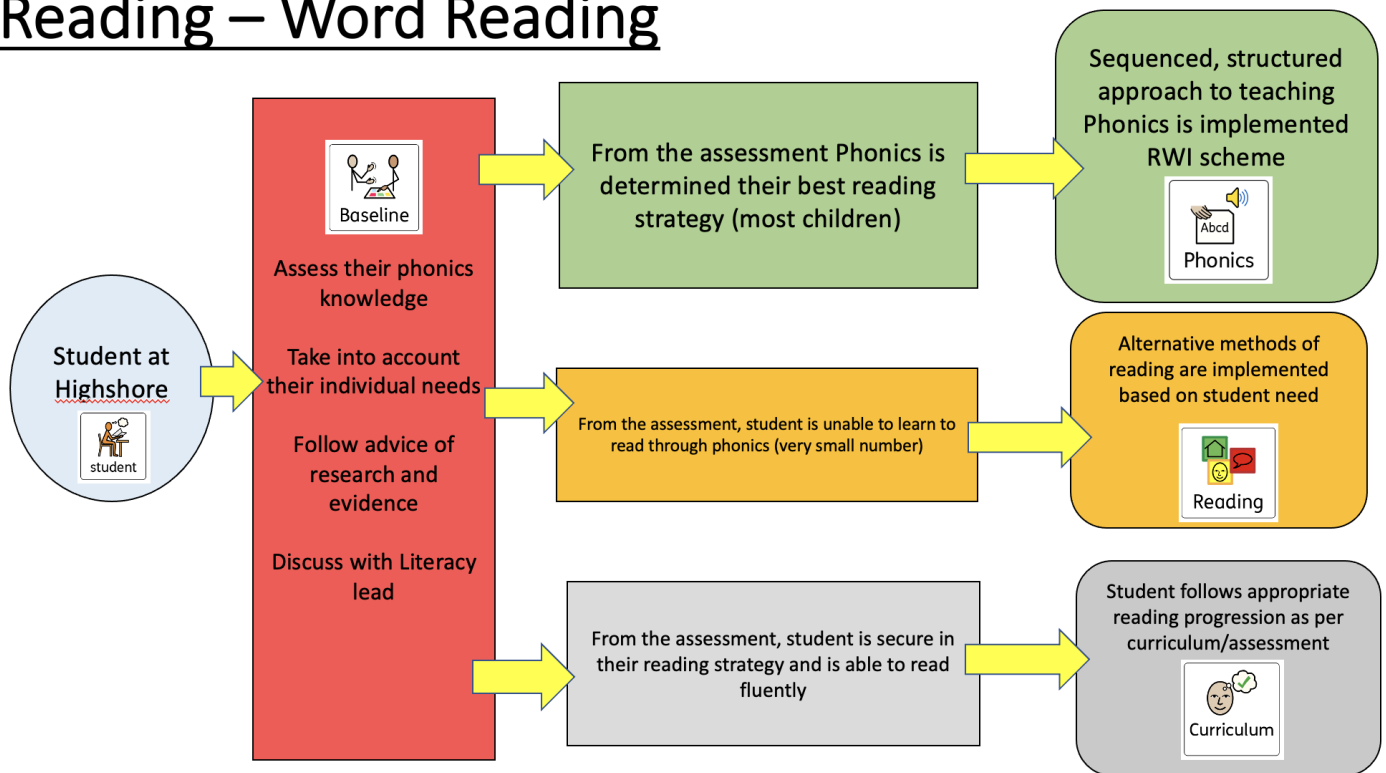 Reading – Word Reading
Student at
Highshore
student
Baseline
Assess their phonics
knowledge
Take into account
their individual needs
Follow advice of
research and
evidence
Discuss with Literacy
lead
From the assessment Phonics is
determined their best reading
strategy (most children)
Sequenced, structured
approach to teaching
Phonics is implemented
RWI scheme
Abcd
Phonics
From the assessment, student is unable to learn to
read through phonics (very small number)
Alternative methods of
reading are implemented
based on student need
Reading
From the assessment, student is secure in
their reading strategy and is able to read
fluently
Student follows appropriate
reading progression as per
curriculum/assessment
Curriculum